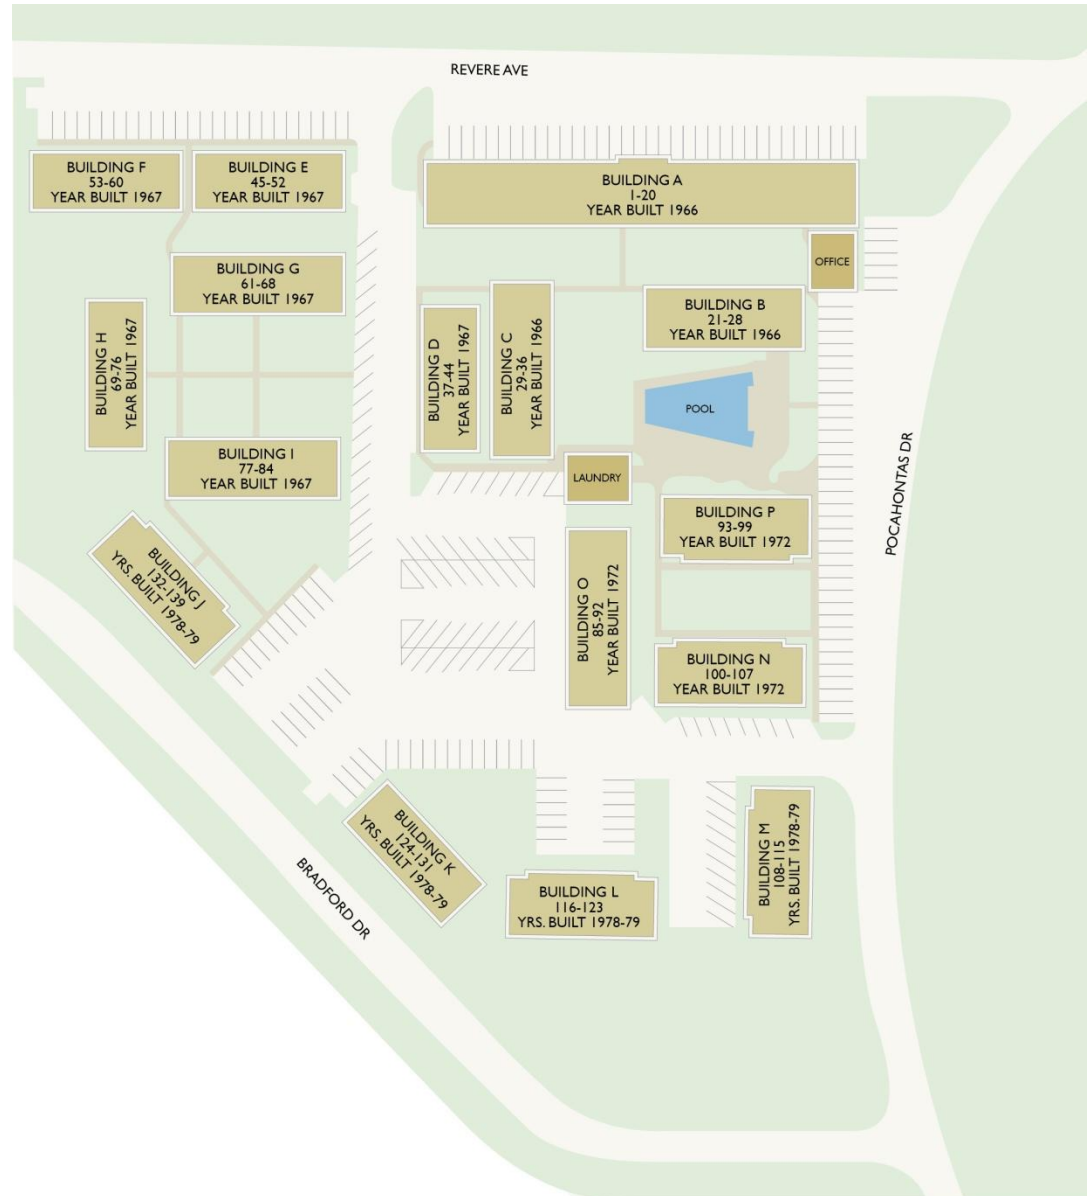 REVERE AVE
BUILDING F
53-60
YEAR BUILT 1967
BUILDING E
45-52
YEAR BUILT 1967
BUILDING A
1-20
YEAR BUILT 1966
OFFICE
BUILDING G
61-68
YEAR BUILT 1967
BUILDING H
69-76
YEAR BUILT 1967
BUILDING D
37-44
YEAR BUILT 1967
BUILDING C
29-36
YEAR BUILT 1966
BUILDING B
21-28
YEAR BUILT 1966
POOL
BUILDING I
77-84
YEAR BUILT 1967
LAUNDRY
POCAHONTAS DR
BUILDING P
93-99
YEAR BUILT 1972
BUILDING J
132-139
YRS. BUILT 1978-79
BUILDING O
85-92
YEAR BUILT 1972
BUILDING N
100-107
YEAR BUILT 1972
BUILDING K
124-131
YRS. BUILT 1978-79
BUILDING M
108-115
YRS. BUILT 1978-79
BUILDING L
116-123
YRS. BUILT 1978-79
BRADFORD DR